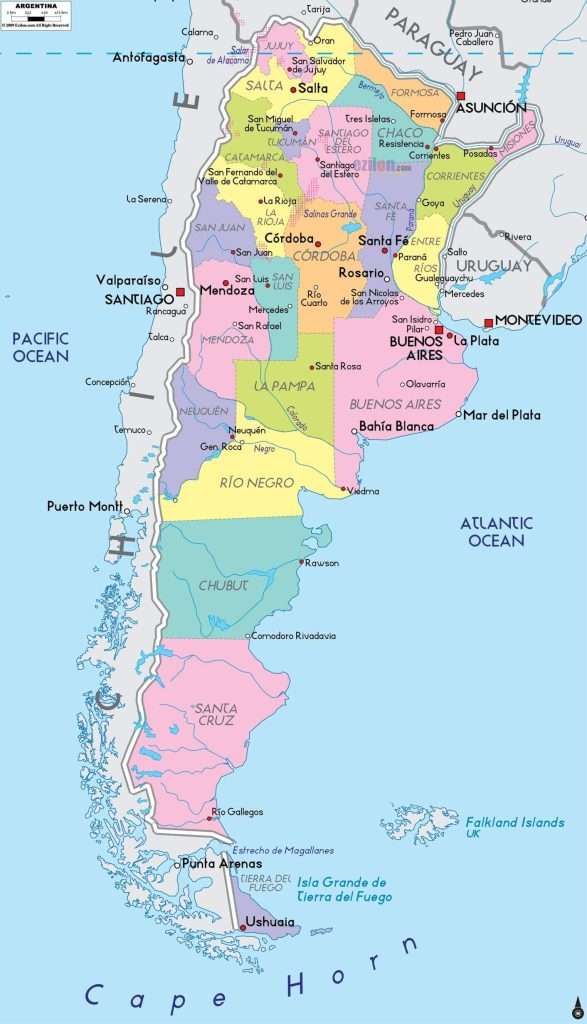 ARGENTINA
© 2009 Ezilon.com All Right Reserved
Tarija
Calama
PARAGUAY
Pedro Juan
Caballero
Oran
JUJUY
Antofagasta
Salar
de Atacama
San Salvador
de Jujuy
SALTA
Salta
Bermejo
FORMOSA
ASUNCIÓN
Formosa
San Miguel
de Tucumán
TUCUMÁN
Tres Isletas
CHACO
SANTIAGO
DEL
ESTERO
Resistencia
Corrientes
Posadas
MISIONES
Uruguai
ezilon.com
CATAMARCA
Santiago
del Estero
San Fernando del
Valle de Catamarca
CORRIENTES
La Serena
La Rioja
LA
RIOJA
Salinas Grande
SANTA
FÉ
Paraná
Goya
Uruguay
SAN JUAN
San Juan
Córdoba
CÓRDOBA
Santa Fé
Paraná
ENTRE
RÍOS
Salto
Rivera
URUGUAY
Valparaíso
SANTIAGO
Mendoza
San Luis
SAN
LUIS
Río
Cuarto
Rosario
Gualeguaychu
Mercedes
San Nicolas
de los Arroyos
Rancagua
Mercedes
San Isidro
Pilar
MONTEVIDEO
BUENOS
AIRES
La Plata
PACIFIC
OCEAN
Talca
San Rafael
MENDOZA
Santa Rosa
LA PAMPA
Olavarría
BUENOS AIRES
Concepción
NEUQUÉN
Colorado
Mar del Plata
Temuco
Neuquén
Gen. Roca
Negro
Bahía Blanca
RÍO NEGRO
Viedma
Puerto Montt
ATLANTIC
OCEAN
CHUBUT
Rawson
Comodoro Rivadavia
CHILE
SANTA
CRUZ
Río Gallegos
Falkland Islands
UK
Estrecho de Magallanes
Punta Arenas
TIERRA DEL
FUEGO
Isla Grande de
Tierra del Fuego
Ushuaia
Cape Horn